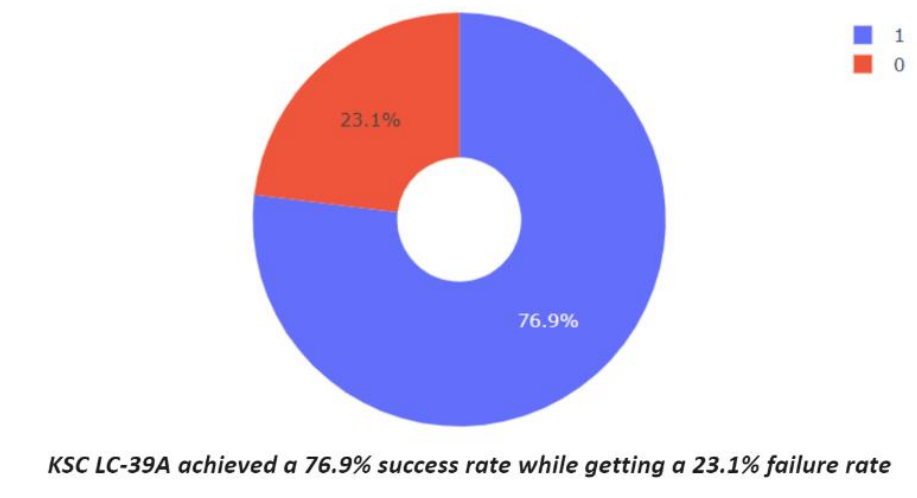 1
0
23.1%
76.9%
KSC LC-39A achieved a 76.9% success rate while getting a 23.1% failure rate